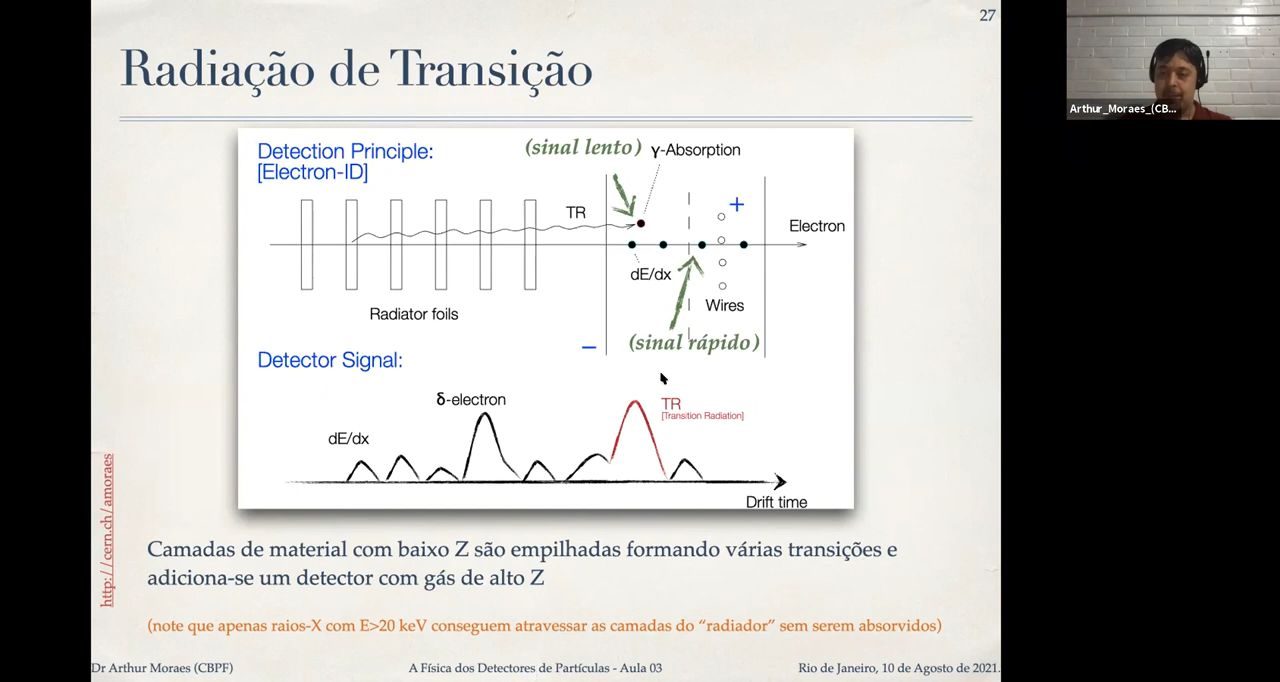 27
Radiação de Transição
Detection Principle:
[Electron-ID]
(sinal lento)
γ-Absorption
TR
+
Electron
dE/dx
Radiator foils
Wires
(sinal rápido)
−
Detector Signal:
δ-electron
TR
[Transition Radiation]
dE/dx
Drift time
http://cern.ch/amoraes
Camadas de material com baixo Z são empilhadas formando várias transições e
adiciona-se um detector com gás de alto Z
(note que apenas raios-X com E>20 keV conseguem atravessar as camadas do “radiador” sem serem absorvidos)
Dr Arthur Moraes (CBPF)
A Física dos Detectores de Partículas - Aula 03
Rio de Janeiro, 10 de Agosto de 2021.
Arthur_Moraes_(CB...